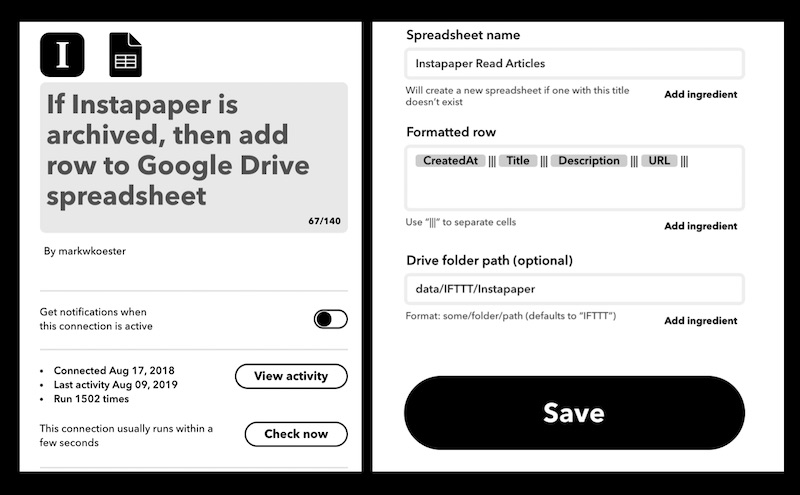 I
If Instapaper is
archived, then add
row to Google Drive
spreadsheet
67/140
By markwkoester
Get notifications when
this connection is active
• Connected Aug 17, 2018
• Last activity Aug 09, 2019
• Run 1502 times
View activity
This connection usually runs within a
few seconds
Check now
Spreadsheet name
Instapaper Read Articles
Will create a new spreadsheet if one with this title
doesn't exist
Add ingredient
Formatted row
CreatedAt ||| Title ||| Description ||| URL |||
Use "|||" to separate cells
Add ingredient
Drive folder path (optional)
data/IFTTT/Instapaper
Format: some/folder/path (defaults to "IFTTT")
Add ingredient
Save